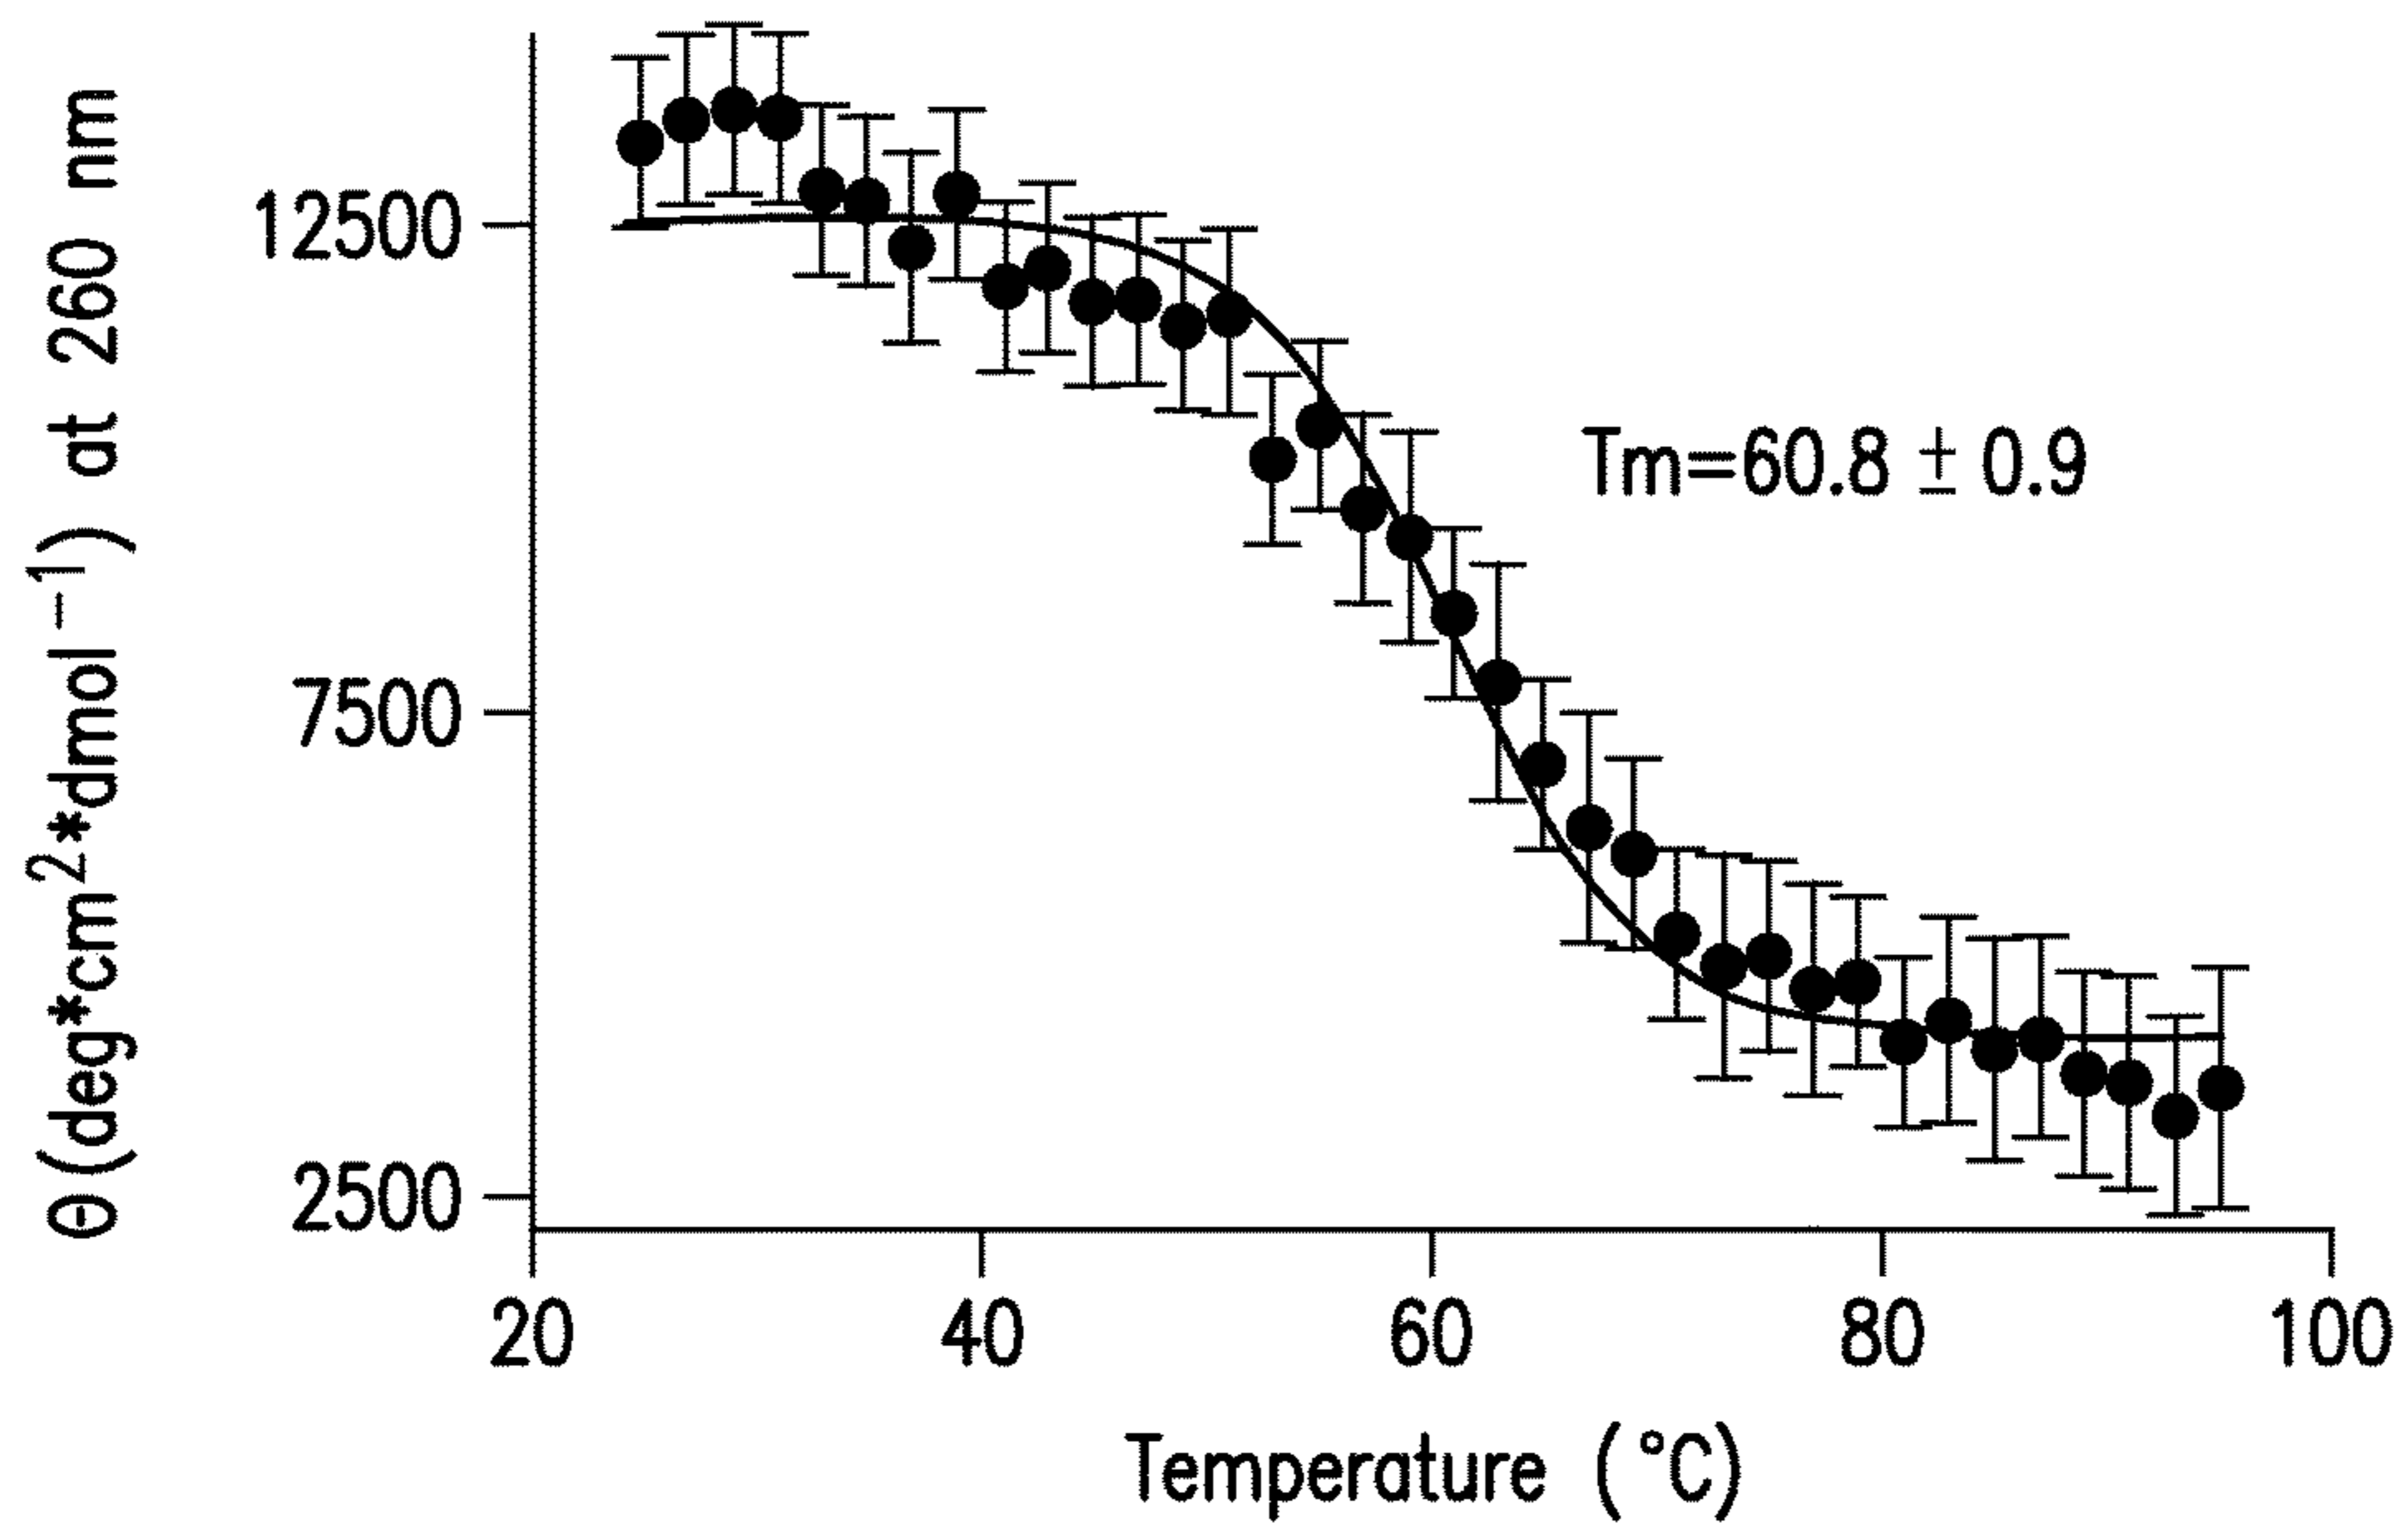 Θ(deg*cm²*dmol⁻¹) at 260 nm
12500
7500
2500
Tm=60.8 ± 0.9
20 40 60 80 100
Temperature (°C)